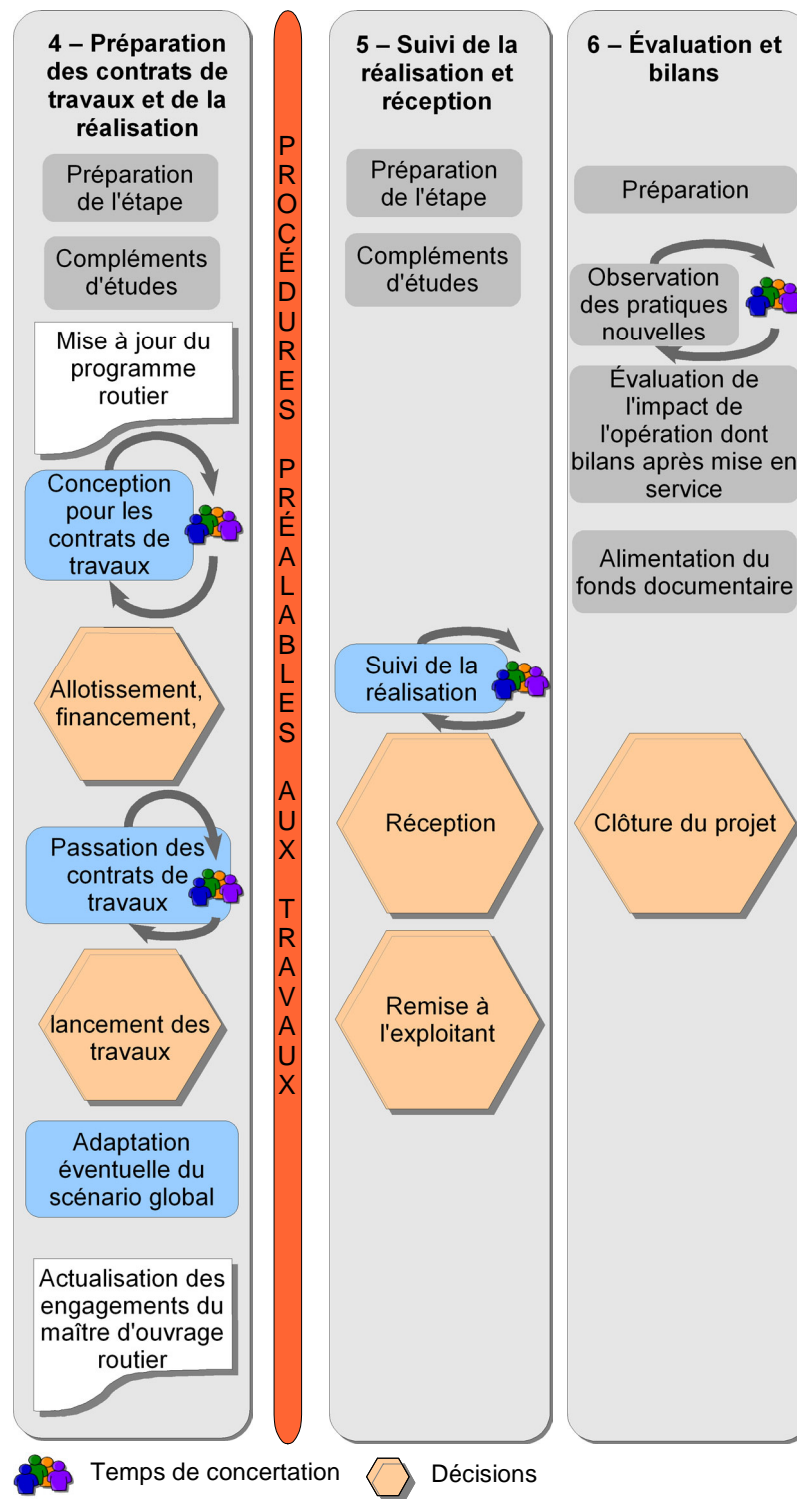 4 – Préparation
des contrats de
travaux et de la
réalisation
Préparation
de l'étape
Compléments
d'études
Mise à jour du
programme
routier
Conception
pour les
contrats de
travaux
Allotissement,
financement,
Passation des
contrats de
travaux
lancement des
travaux
Adaptation
éventuelle du
scénario global
Actualisation des
engagements du
maître d'ouvrage
routier
PROCÉDURES PRÉALABLES AUX TRAVAUX
5 – Suivi de la
réalisation et
réception
Préparation
de l'étape
Compléments
d'études
Suivi de la
réalisation
Réception
Remise à
l'exploitant
6 – Évaluation et
bilans
Préparation
Observation
des pratiques
nouvelles
Évaluation de
l'impact de
l'opération dont
bilans après mise en
service
Alimentation du
fonds documentaire
Clôture du projet
Temps de concertation
Décisions